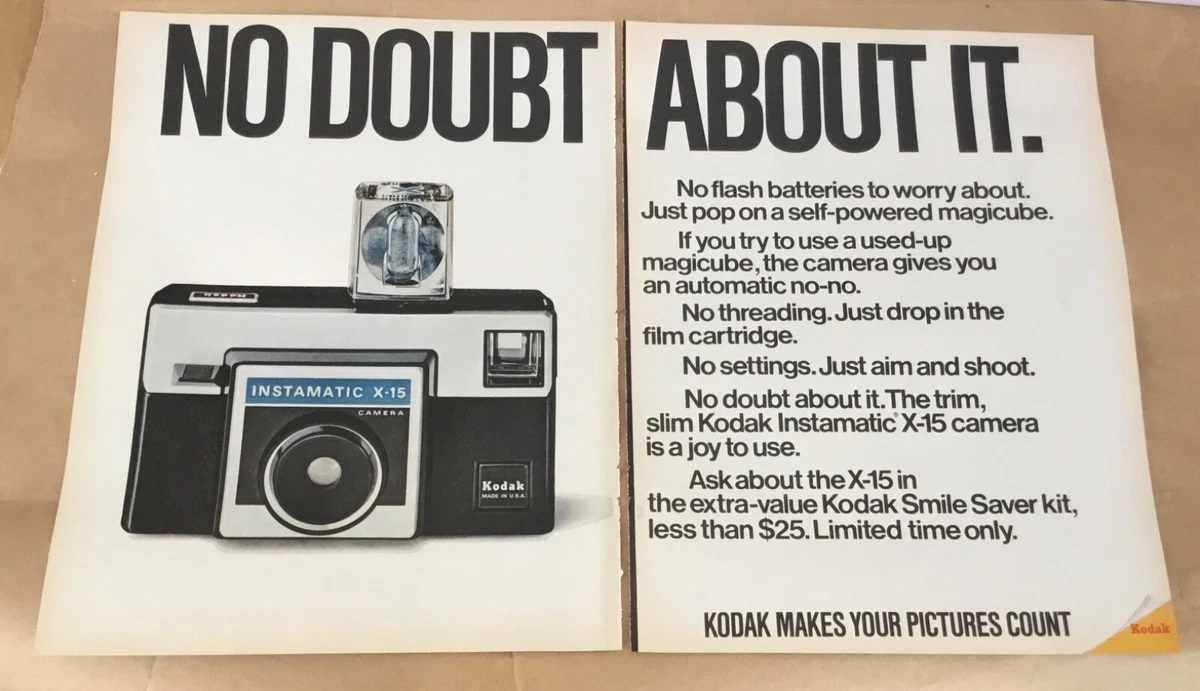 NO DOUBT ABOUT IT.
Kodak
INSTAMATIC X-15
CAMERA
Kodak
MADE IN U.S.A.
No flash batteries to worry about.
Just pop on a self-powered magicube.
If you try to use a used-up
magicube, the camera gives you
an automatic no-no.
No threading. Just drop in the
film cartridge.
No settings. Just aim and shoot.
No doubt about it. The trim,
slim Kodak Instamatic® X-15 camera
is a joy to use.
Ask about the X-15 in
the extra-value Kodak Smile Saver kit,
less than $25. Limited time only.
KODAK MAKES YOUR PICTURES COUNT
Kodak